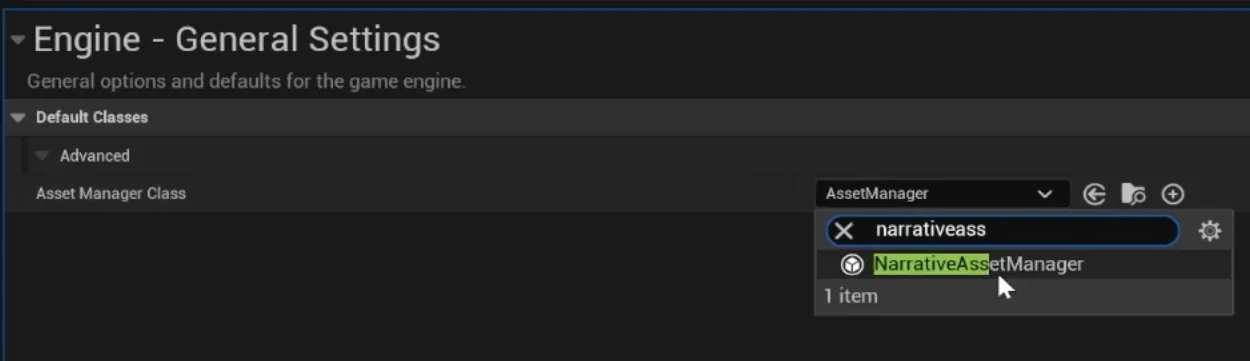 Engine - General Settings
General options and defaults for the game engine.
Default Classes
Advanced
Asset Manager Class
AssetManager
narrativeass
NarrativeAssetManager
1 item